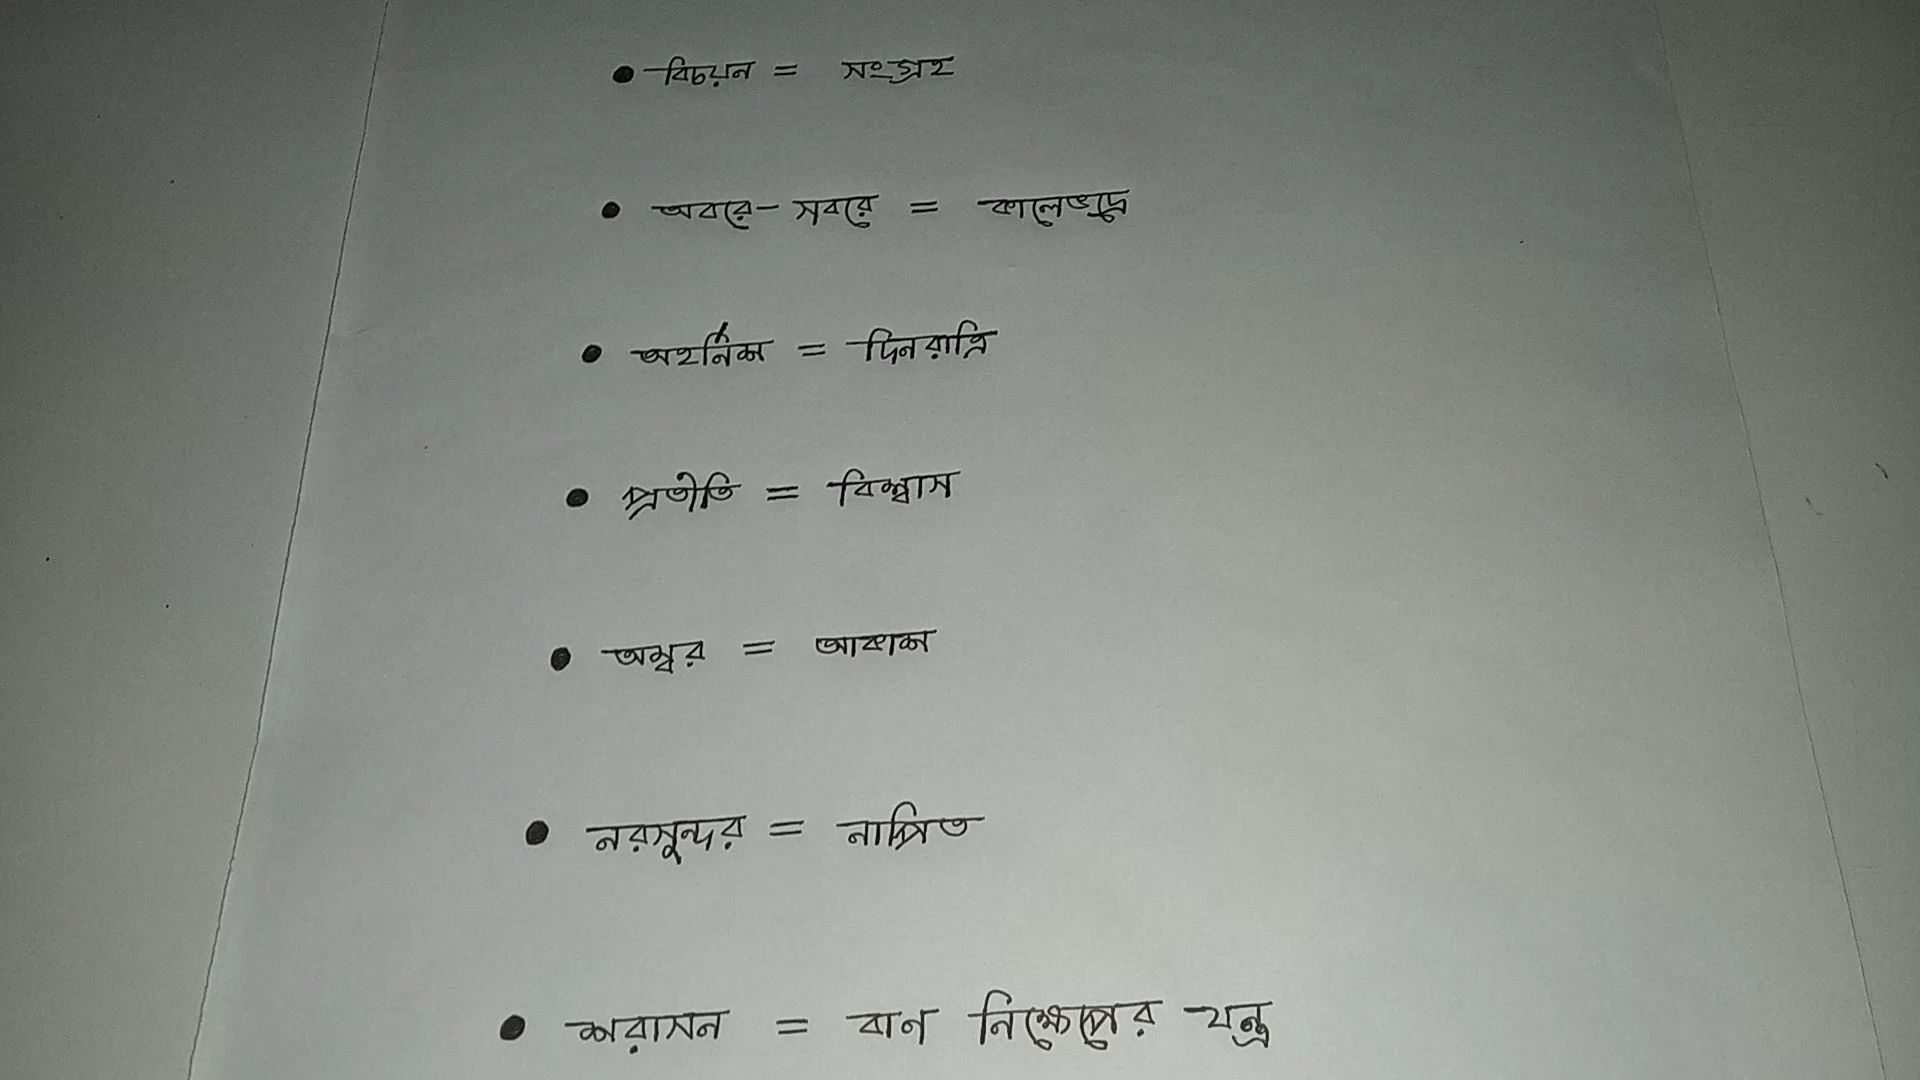 • বিচয়ন = সংগ্রহ
• অবরে-সবরে = কালেভদ্রে
• অহর্নিশ = দিনরাত্রি
• প্রতীতি = বিশ্বাস
• অম্বর = আকাশ
• নরসুন্দর = নাপিত
• শরাসন = বাণ নিক্ষেপের যন্ত্র